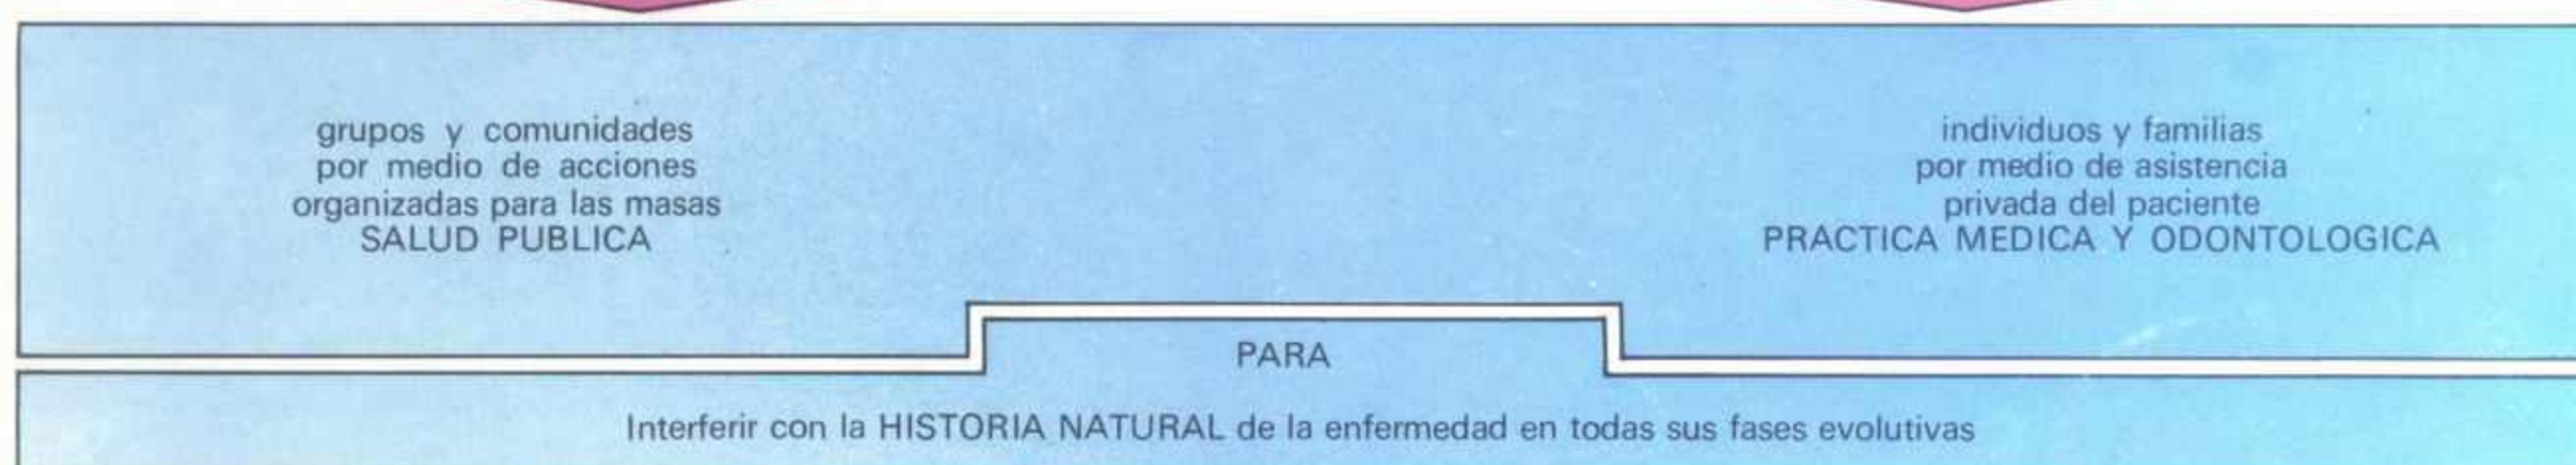 grupos y comunidades
por medio de acciones
organizadas para las masas
SALUD PUBLICA
individuos y familias
por medio de asistencia
privada del paciente
PRACTICA MEDICA Y ODONTOLOGICA
PARA
Interferir con la HISTORIA NATURAL de la enfermedad en todas sus fases evolutivas